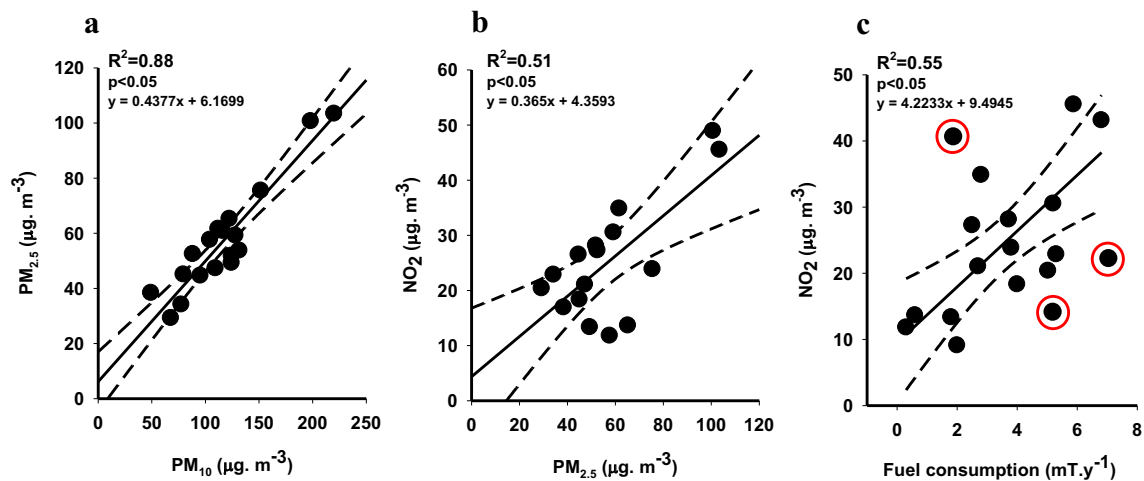 a
R²=0.88
p<0.05
y = 0.4377x + 6.1699
120
100
80
60
40
20
0
PM₂.₅ (µg. m⁻³)
0 50 100 150 200 250
PM₁₀ (µg. m⁻³)
b
R²=0.51
p<0.05
y = 0.365x + 4.3593
60
50
40
30
20
10
0
NO₂ (µg. m⁻³)
0 20 40 60 80 100 120
PM₂.₅ (µg. m⁻³)
c
R²=0.55
p<0.05
y = 4.2233x + 9.4945
50
40
30
20
10
0
NO₂ (µg. m⁻³)
0 2 4 6 8
Fuel consumption (mT.y⁻¹)